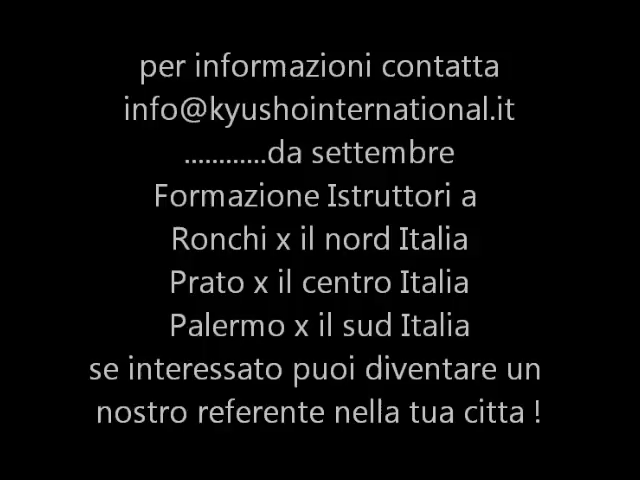 per informazioni contatta
info@kyushointernational.it
............da settembre
Formazione Istruttori a
Ronchi x il nord Italia
Prato x il centro Italia
Palermo x il sud Italia
se interessato puoi diventare un
nostro referente nella tua citta !